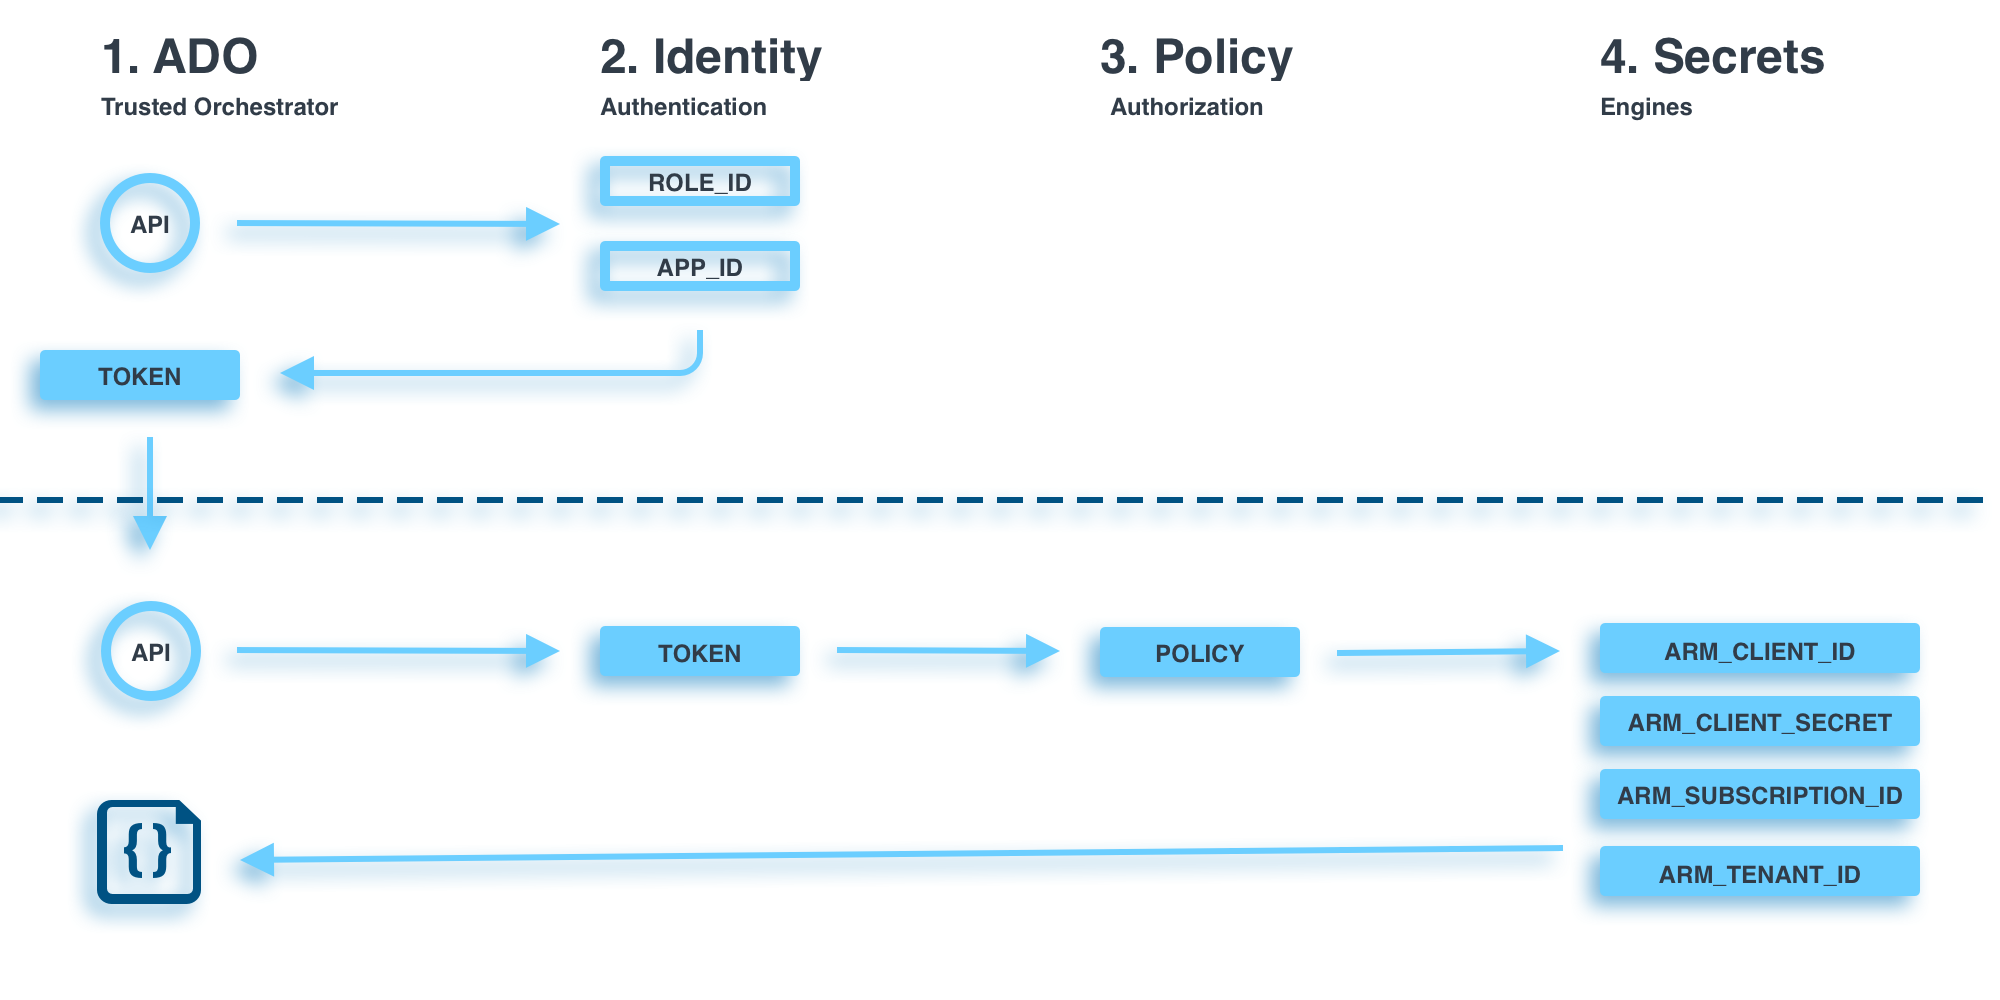 1. ADO
Trusted Orchestrator
2. Identity
Authentication
3. Policy
Authorization
4. Secrets
Engines
API
ROLE_ID
APP_ID
TOKEN
API
TOKEN
POLICY
ARM_CLIENT_ID
ARM_CLIENT_SECRET
ARM_SUBSCRIPTION_ID
ARM_TENANT_ID
{}